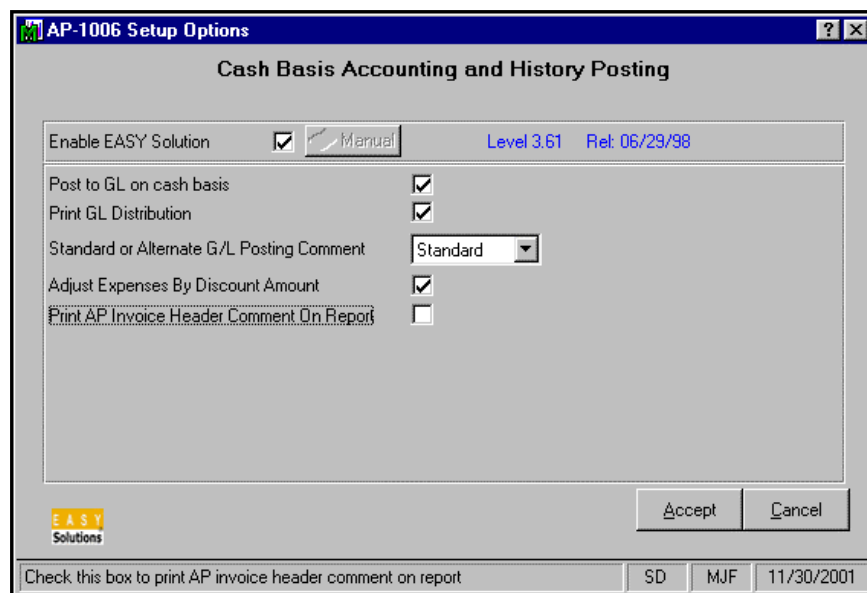 AP-1006 Setup Options
Cash Basis Accounting and History Posting
Enable EASY Solution Manual Level 3.61 Rel: 06/29/98
Post to GL on cash basis
Print GL Distribution
Standard or Alternate G/L Posting Comment Standard
Adjust Expenses By Discount Amount
Print AP Invoice Header Comment On Report
Accept Cancel
EASY
Solutions
Check this box to print AP invoice header comment on report SD MJF 11/30/2001